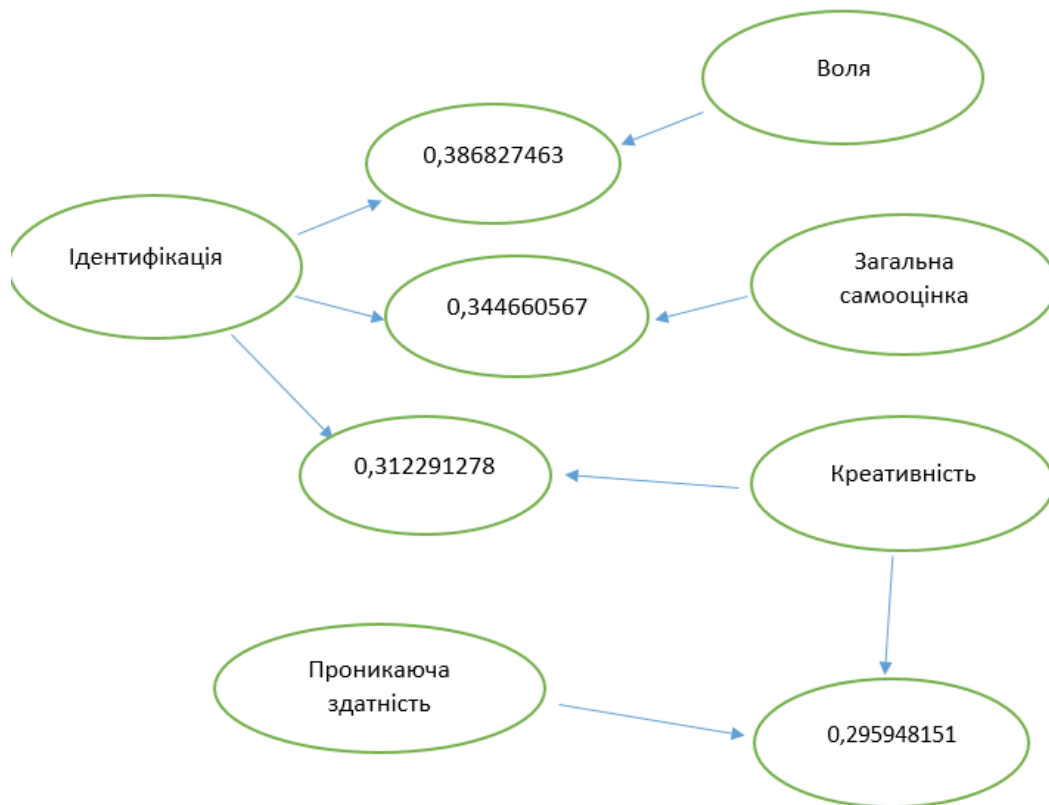 Воля
0,386827463
Ідентифікація
0,344660567
Загальна
самооцінка
0,312291278
Креативність
Проникаюча
здатність
0,295948151